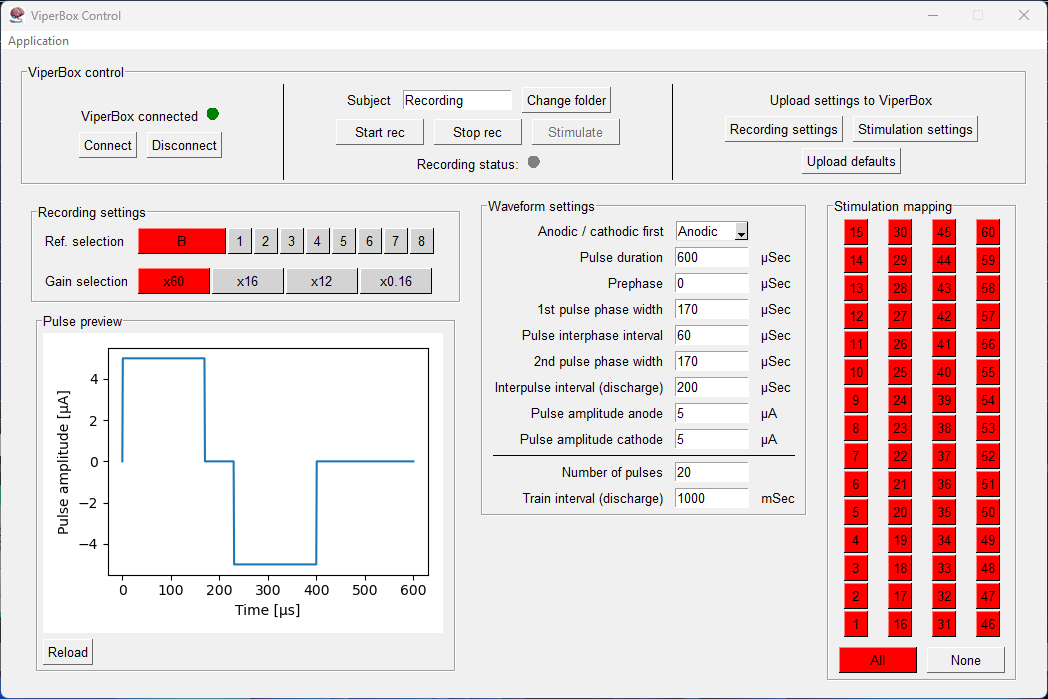 ViperBox Control
Application
ViperBox control
ViperBox connected
Connect Disconnect
Subject Recording Change folder
Start rec Stop rec Stimulate
Recording status:
Upload settings to ViperBox
Recording settings Stimulation settings
Upload defaults
Recording settings
Ref. selection B 1 2 3 4 5 6 7 8
Gain selection x60 x16 x12 x0.16
Pulse preview
Pulse amplitude [µA]
4
2
0
−2
−4
0 100 200 300 400 500 600
Time [µs]
Reload
Waveform settings
Anodic / cathodic first Anodic
Pulse duration 600 µSec
Prephase 0 µSec
1st pulse phase width 170 µSec
Pulse interphase interval 60 µSec
2nd pulse phase width 170 µSec
Interpulse interval (discharge) 200 µSec
Pulse amplitude anode 5 µA
Pulse amplitude cathode 5 µA
Number of pulses 20
Train interval (discharge) 1000 mSec
Stimulation mapping
15 30 45 60
14 29 44 59
13 28 43 58
12 27 42 57
11 26 41 56
10 25 40 55
9 24 39 54
8 23 38 53
7 22 37 52
6 21 36 51
5 20 35 50
4 19 34 49
3 18 33 48
2 17 32 47
1 16 31 46
All None